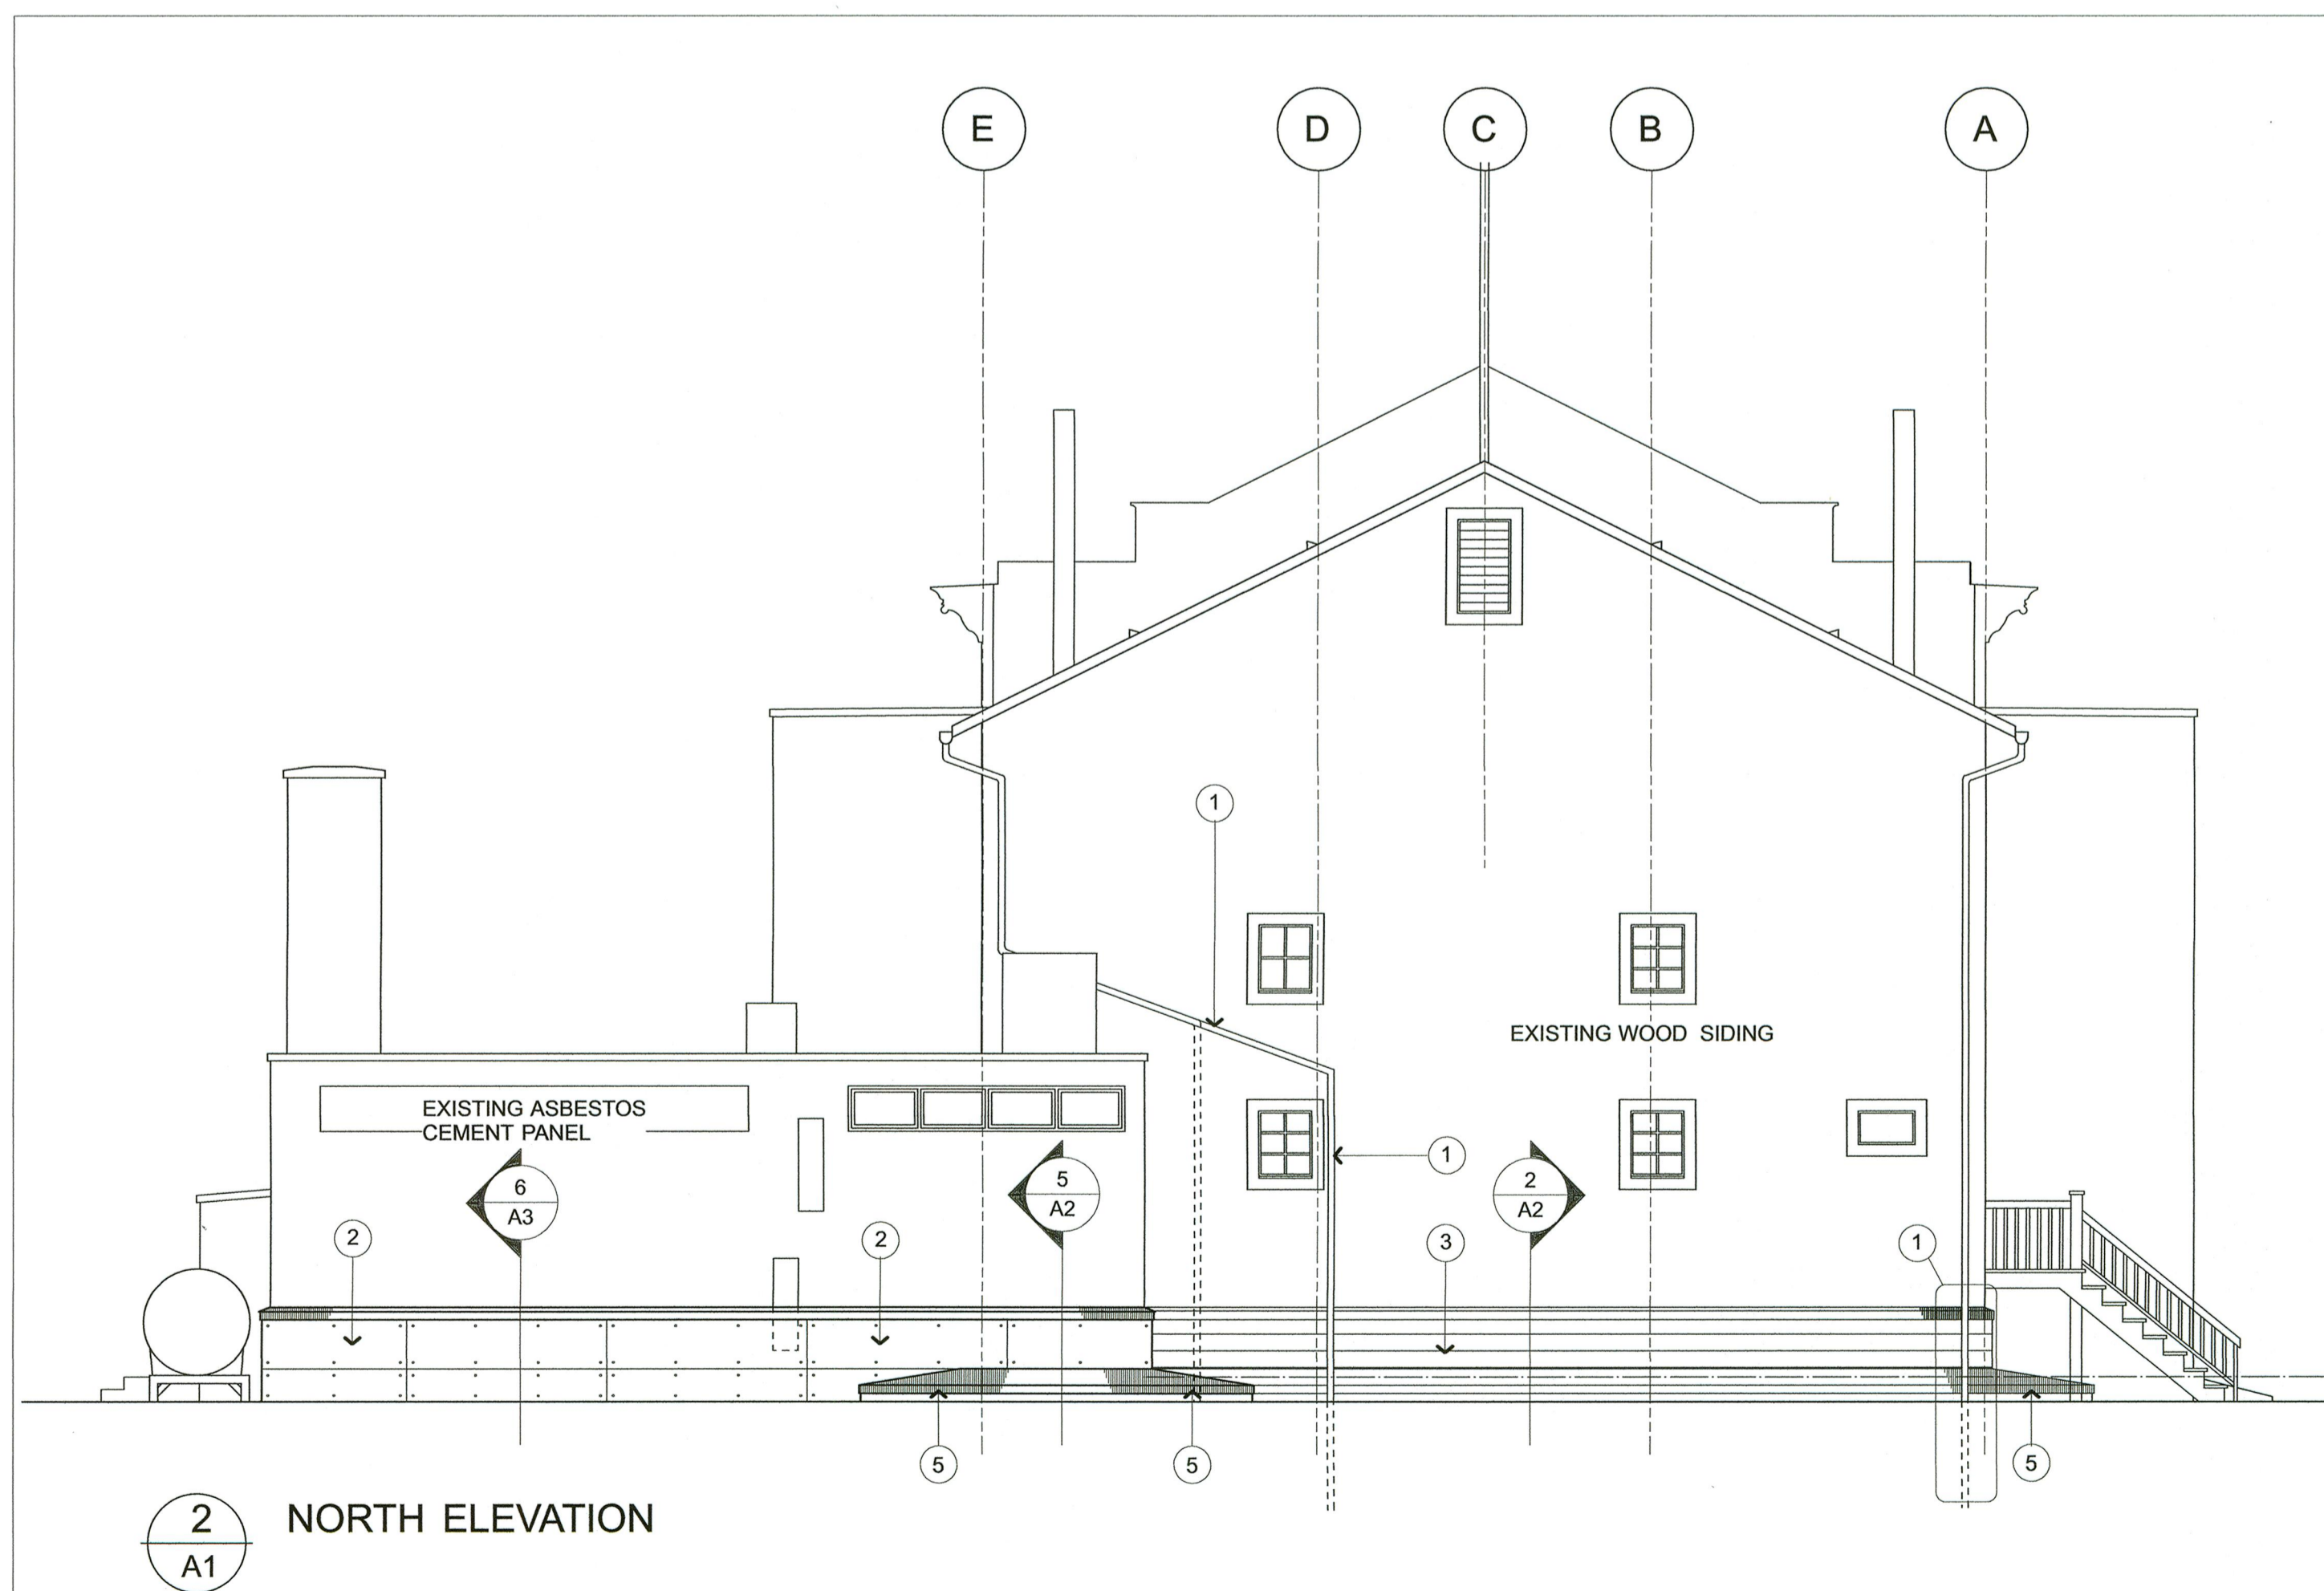 E
D
C
B
A
1
EXISTING WOOD SIDING
EXISTING ASBESTOS
CEMENT PANEL
1
6
A3
5
A2
2
A2
2
2
3
1
5
5
5
2
A1
NORTH ELEVATION